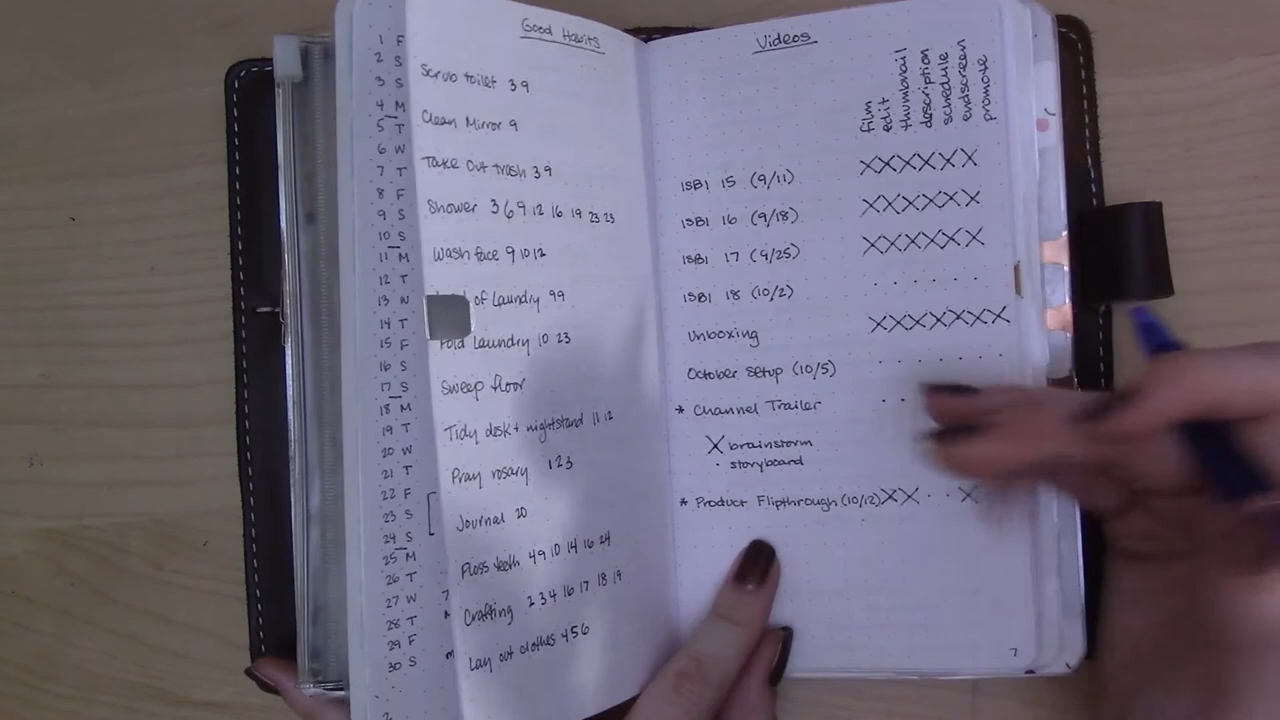 1 F
2 S
3 S
4 M
5 T
6 W
7 T
8 F
9 S
10 S
11 M
12 T
13 W
14 T
15 F
16 S
17 S
18 M
19 T
20 W
21 T
22 F
23 S
24 S
25 M
26 T
27 W
28 T
29 F
30 S
Good Habits
Scrub toilet 3 9
Clean Mirror 9
Take Out trash 3 9
Shower 3 6 9 12 16 19 23 25
Wash face 9 10 12
of Laundry 9 9
Fold Laundry 10 23
Sweep floor
Tidy desk + nightstand 11 12
Pray rosary 1 2 3
Journal 20
Floss teeth 4 9 10 14 16 24
Crafting 2 3 4 16 17 18 19
Lay out clothes 4 5 6
Videos
film
edit
thumbnail
description
schedule
endscreen
promove
1SB1 15 (9/11) XXXXXX
1SB1 16 (9/18) XXXXXX
1SB1 17 (9/25) XXXXXX
1SB1 18 (10/2) · · · · · ·
Unboxing XXXXXX
October Setup (10/5) · · · · · ·
* Channel Trailer · ·
X brainstorm
· storyboard
* Product Flipthrough (10/12) XX · · X
7